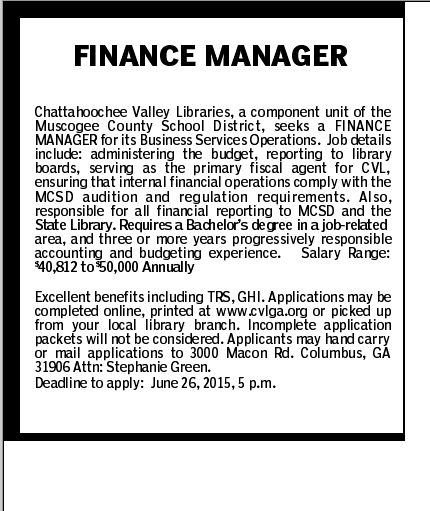 FINANCE MANAGER
Chattahoochee Valley Libraries, a component unit of the
Muscogee County School District, seeks a FINANCE
MANAGER for its Business Services Operations. Job details
include: administering the budget, reporting to library
boards, serving as the primary fiscal agent for CVL,
ensuring that internal financial operations comply with the
MCSD audition and regulation requirements. Also,
responsible for all financial reporting to MCSD and the
State Library. Requires a Bachelor's degree in a job-related
area, and three or more years progressively responsible
accounting and budgeting experience. Salary Range:
$40,812 to $50,000 Annually
Excellent benefits including TRS, GHI. Applications may be
completed online, printed at www.cvlga.org or picked up
from your local library branch. Incomplete application
packets will not be considered. Applicants may hand carry
or mail applications to 3000 Macon Rd. Columbus, GA
31906 Attn: Stephanie Green.
Deadline to apply: June 26, 2015, 5 p.m.